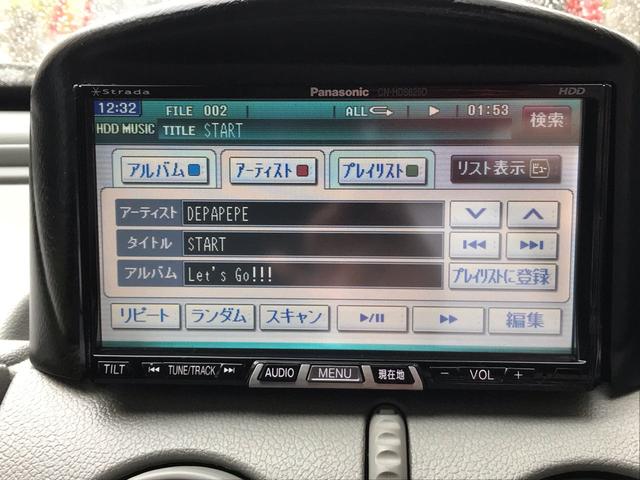 Strada Panasonic CN-HDS625D HDD
12:32 FILE 002 ALL 01:53 検索
HDD MUSIC TITLE START
アルバム アーティスト プレイリスト リスト表示 ビュー
アーティスト DEPAPEPE
タイトル START
アルバム Let's Go!!! プレイリストに登録
リピート ランダム スキャン 編集
TILT TUNE/TRACK AUDIO MENU 現在地 - VOL +